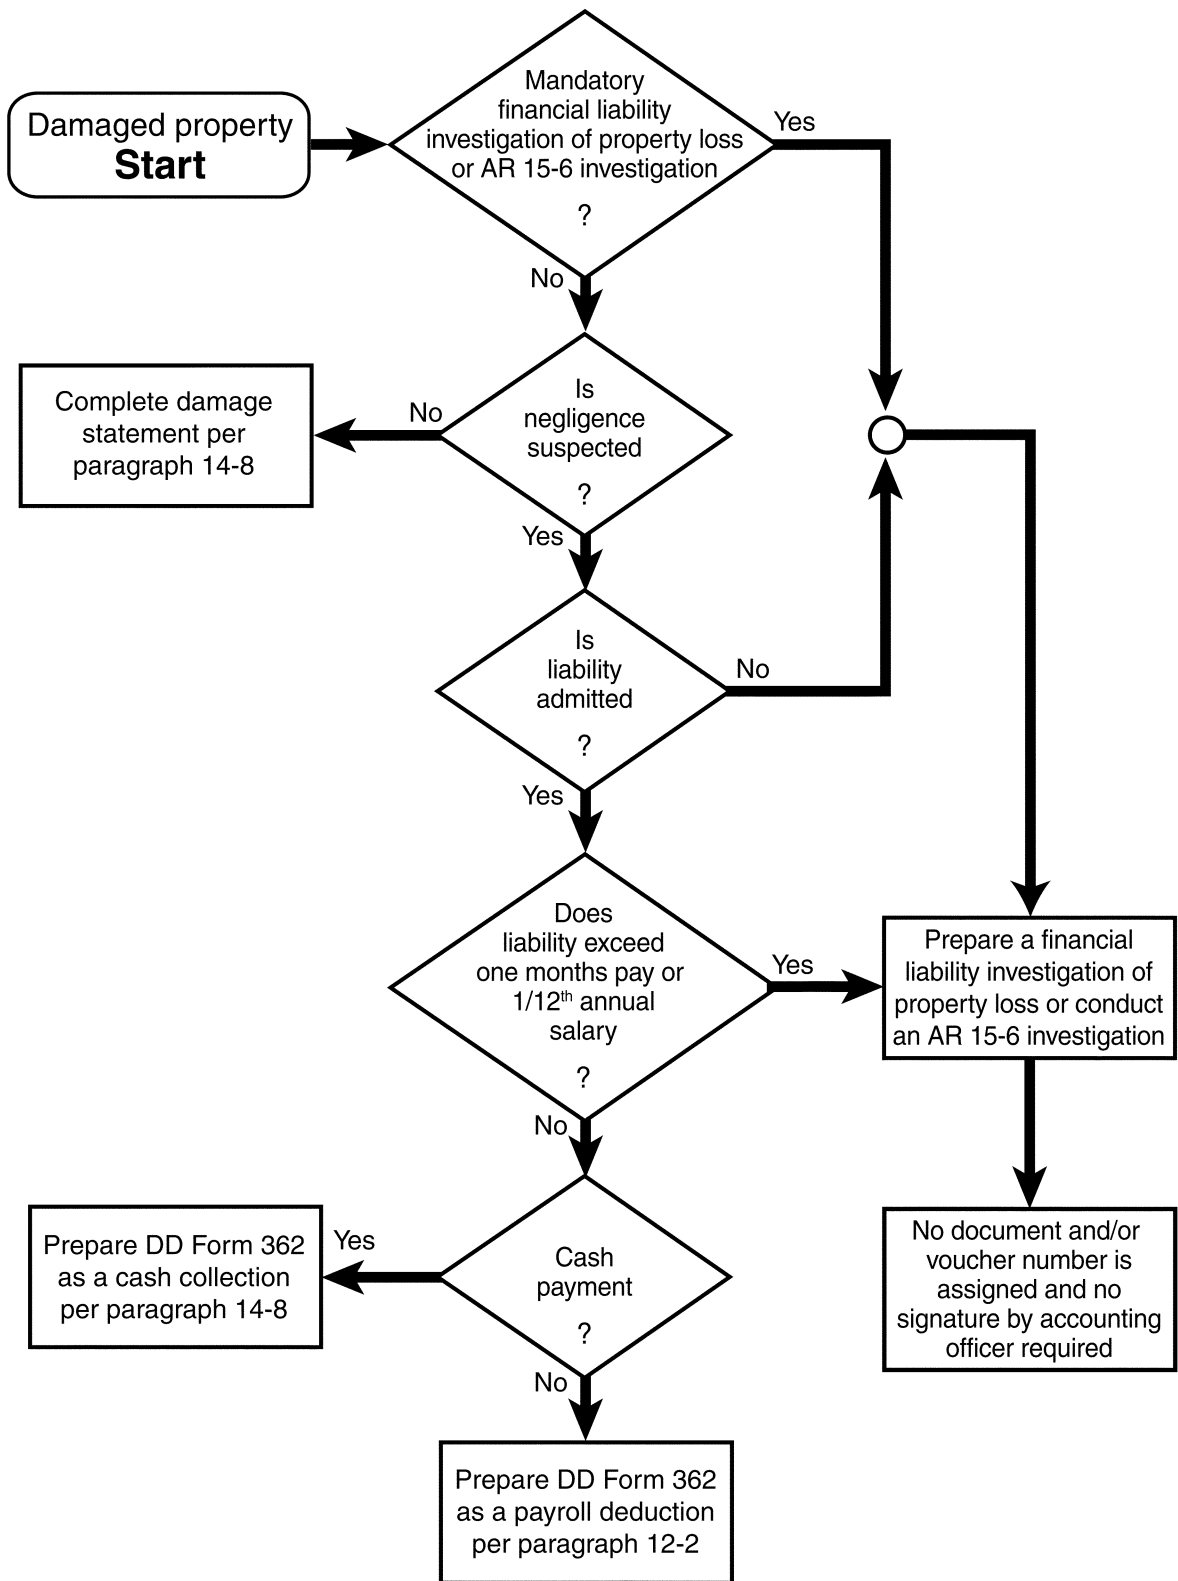 Damaged property
Start
Mandatory
financial liability
investigation of property loss
or AR 15-6 investigation
?
Yes
No
Is
negligence
suspected
?
No
Complete damage
statement per
paragraph 14-8
Yes
Is
liability
admitted
?
No
Yes
Does
liability exceed
one months pay or
1/12th annual
salary
?
Yes
Prepare a financial
liability investigation of
property loss or conduct
an AR 15-6 investigation
No
Cash
payment
?
Yes
Prepare DD Form 362
as a cash collection
per paragraph 14-8
No document and/or
voucher number is
assigned and no
signature by accounting
officer required
No
Prepare DD Form 362
as a payroll deduction
per paragraph 12-2